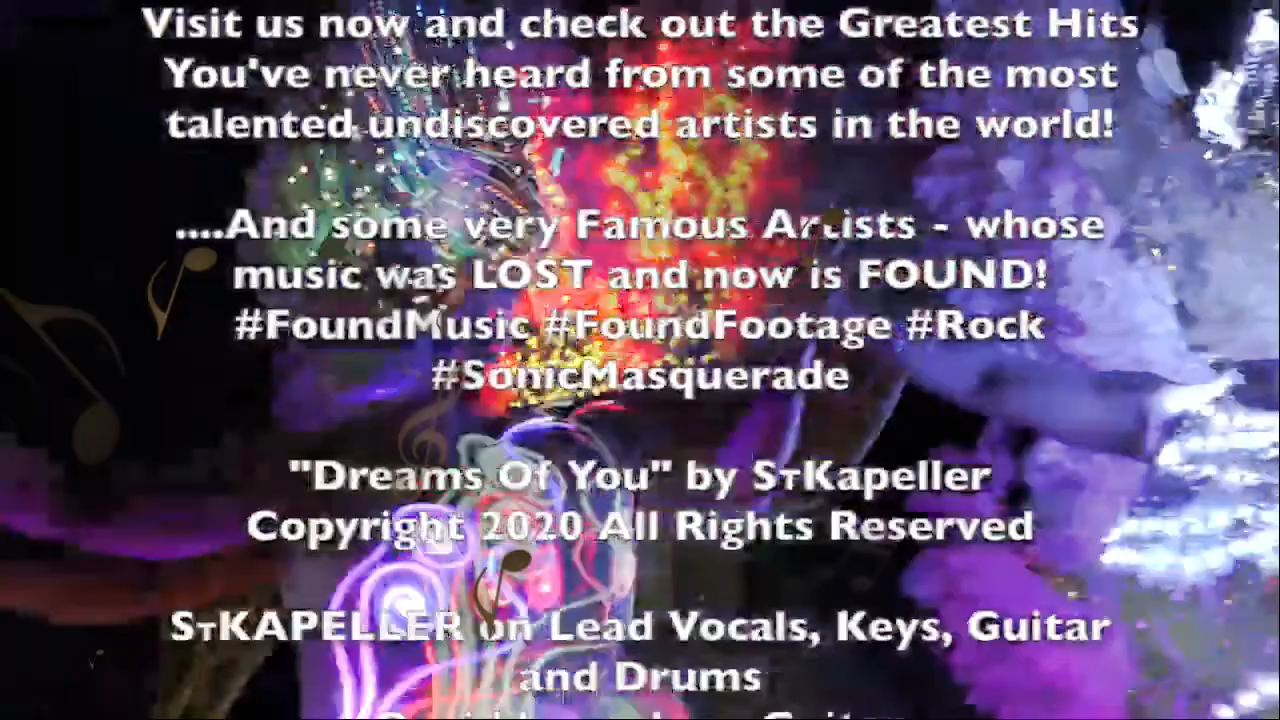 Visit us now and check out the Greatest Hits
You've never heard from some of the most
talented undiscovered artists in the world!
....And some very Famous Artists - whose
music was LOST and now is FOUND!
#FoundMusic #FoundFootage #Rock
#SonicMasquerade
"Dreams Of You" by STKapeller
Copyright 2020 All Rights Reserved
STKAPELLER on Lead Vocals, Keys, Guitar
and Drums